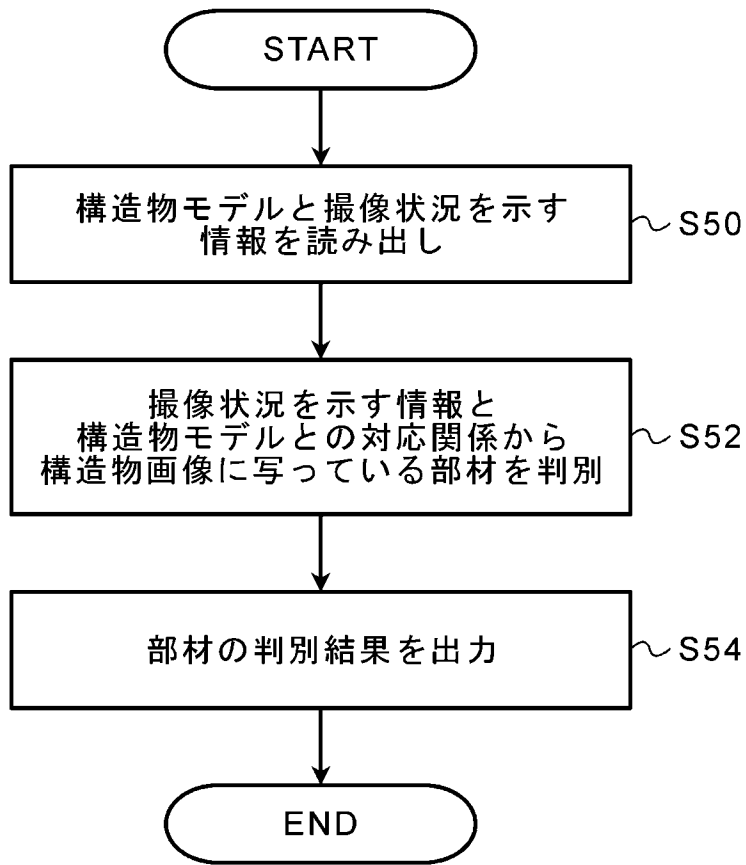 START
構造物モデルと撮像状況を示す
情報を読み出し
S50
撮像状況を示す情報と
構造物モデルとの対応関係から
構造物画像に写っている部材を判別
S52
部材の判別結果を出力
S54
END